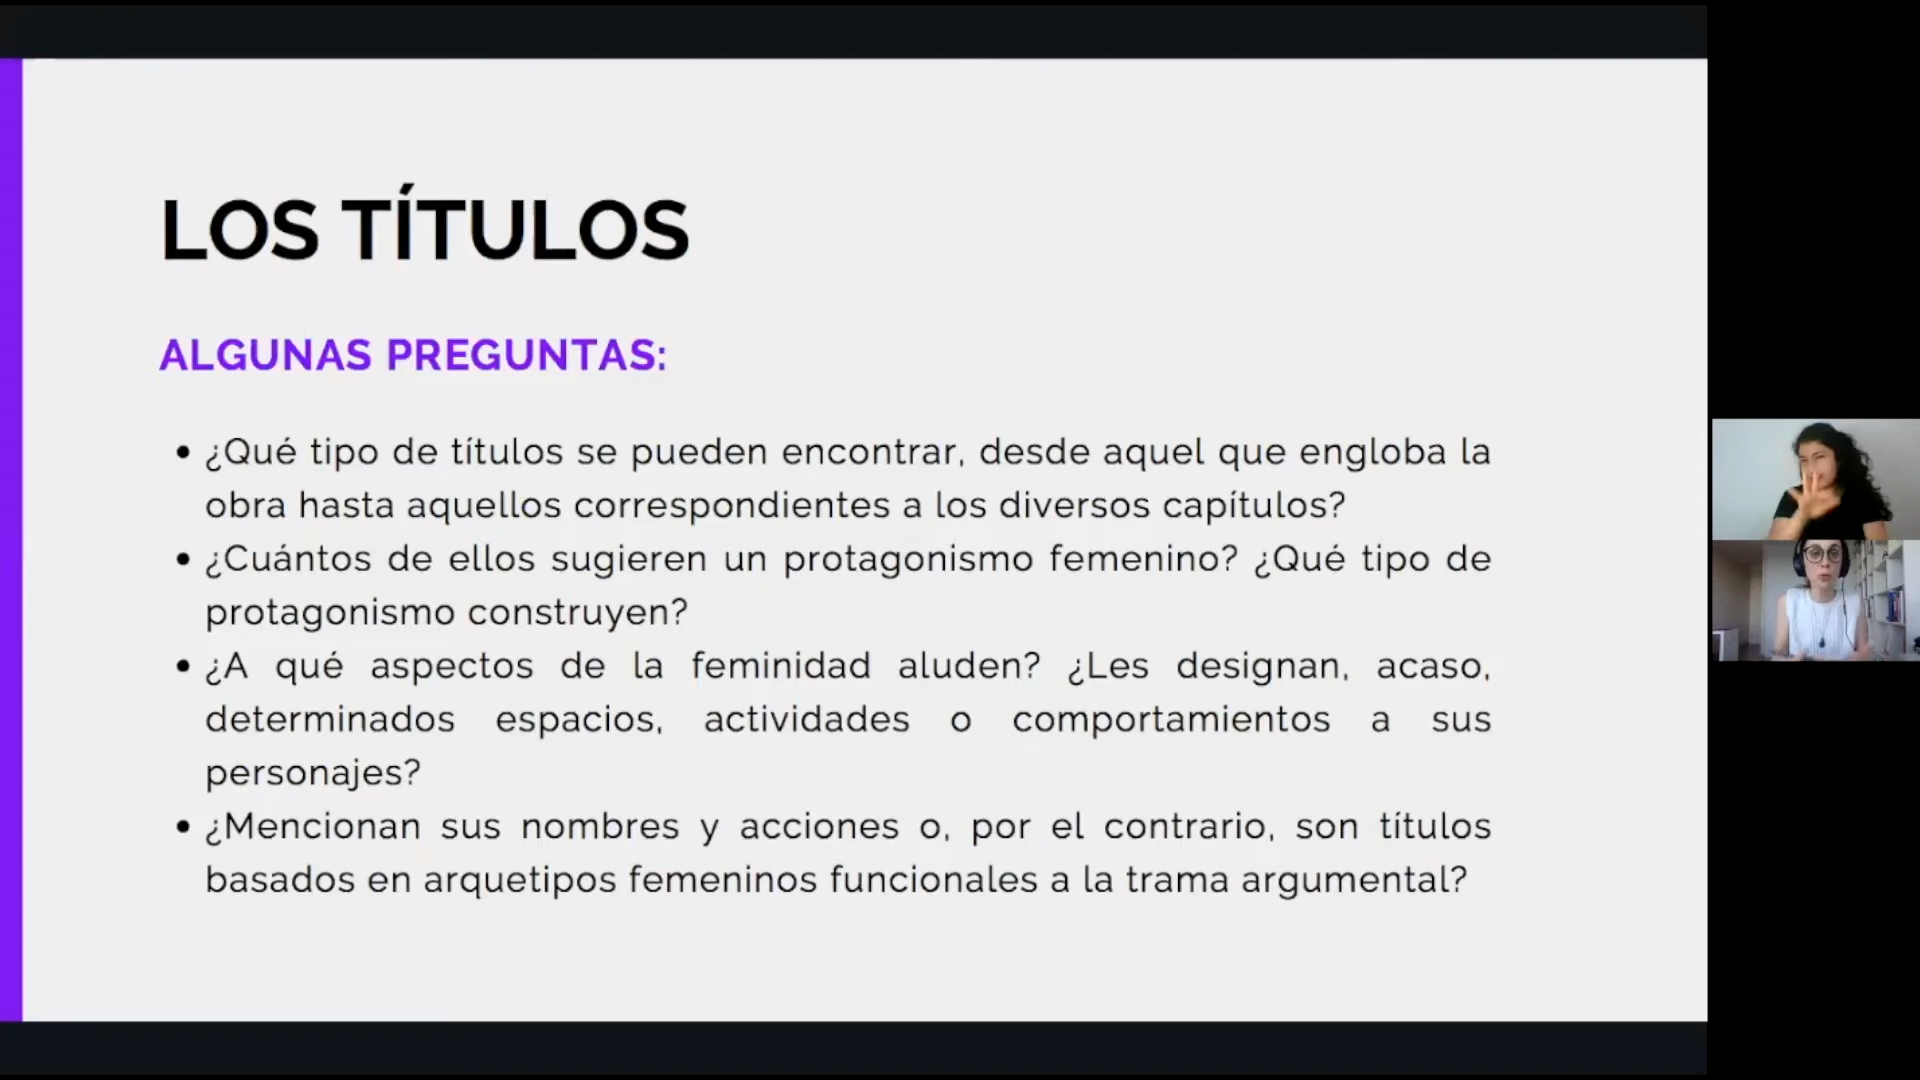 LOS TÍTULOS
ALGUNAS PREGUNTAS:
• ¿Qué tipo de títulos se pueden encontrar, desde aquel que engloba la
obra hasta aquellos correspondientes a los diversos capítulos?
• ¿Cuántos de ellos sugieren un protagonismo femenino? ¿Qué tipo de
protagonismo construyen?
• ¿A qué aspectos de la feminidad aluden? ¿Les designan, acaso,
determinados espacios, actividades o comportamientos a sus
personajes?
• ¿Mencionan sus nombres y acciones o, por el contrario, son títulos
basados en arquetipos femeninos funcionales a la trama argumental?